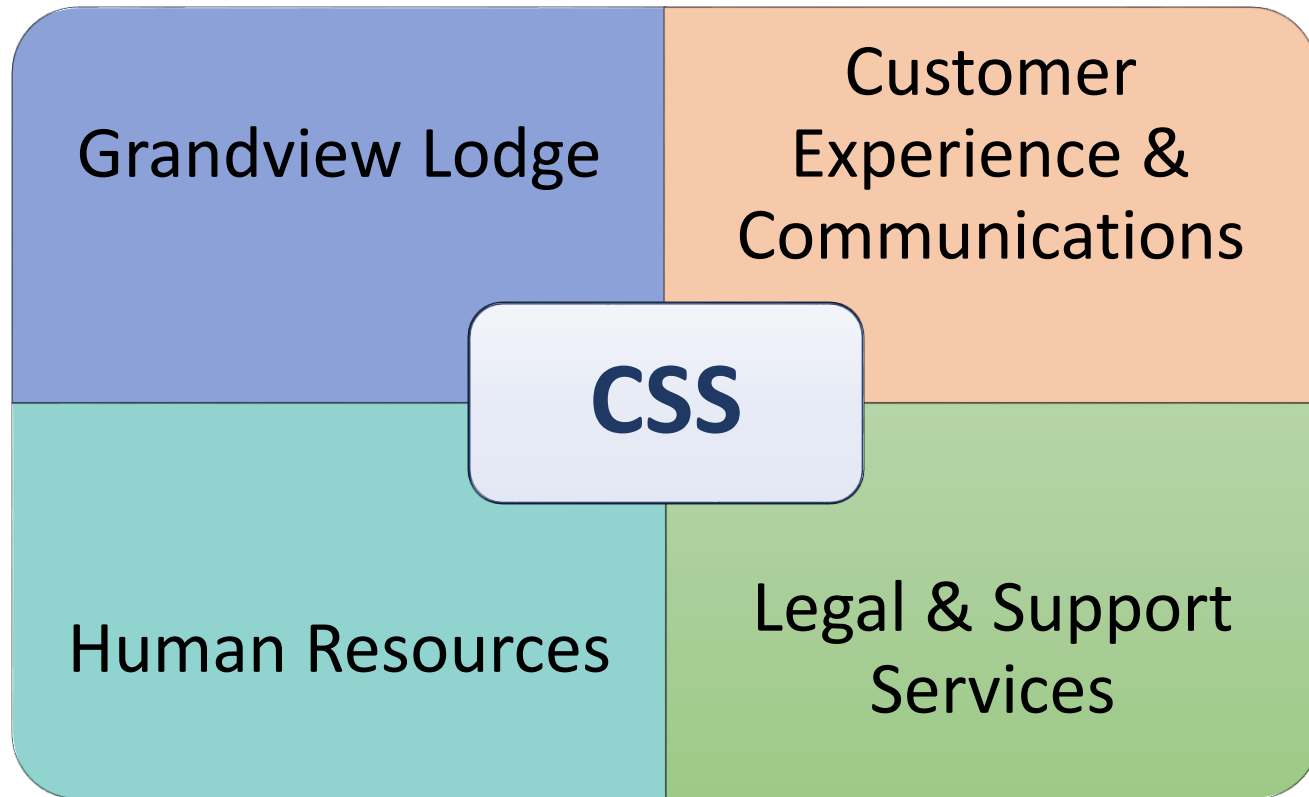 Grandview Lodge
Customer
Experience &
Communications
CSS
Human Resources
Legal & Support
Services